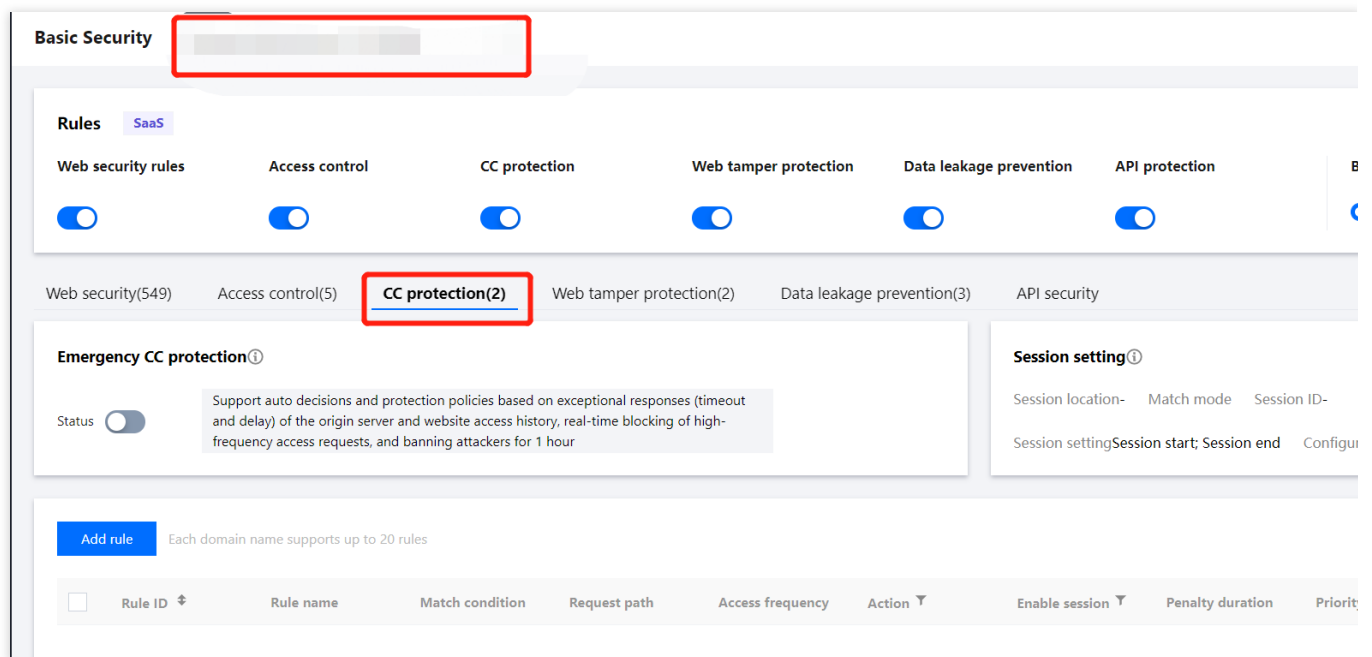 Basic Security
Rules SaaS
Web security rules Access control CC protection Web tamper protection Data leakage prevention API protection
Web security(549) Access control(5) CC protection(2) Web tamper protection(2) Data leakage prevention(3) API security
Emergency CC protection
Status
Support auto decisions and protection policies based on exceptional responses (timeout
and delay) of the origin server and website access history, real-time blocking of high-
frequency access requests, and banning attackers for 1 hour
Session setting
Session location- Match mode Session ID-
Session settingSession start; Session end
Add rule Each domain name supports up to 20 rules
Rule ID Rule name Match condition Request path Access frequency Action Enable session Penalty duration Priority